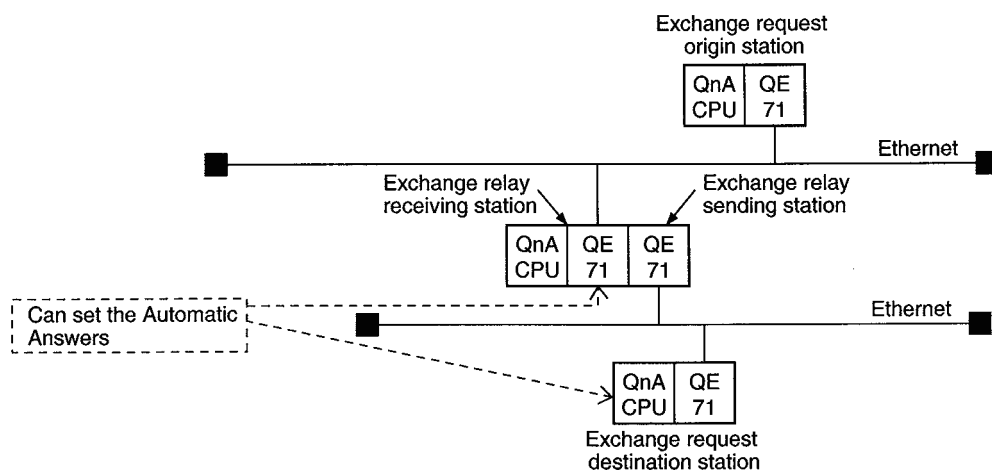 Exchange request
origin station
QnA QE
CPU 71
Ethernet
Exchange relay
receiving station
Exchange relay
sending station
QnA QE QE
CPU 71 71
Can set the Automatic
Answers
Ethernet
QnA QE
CPU 71
Exchange request
destination station